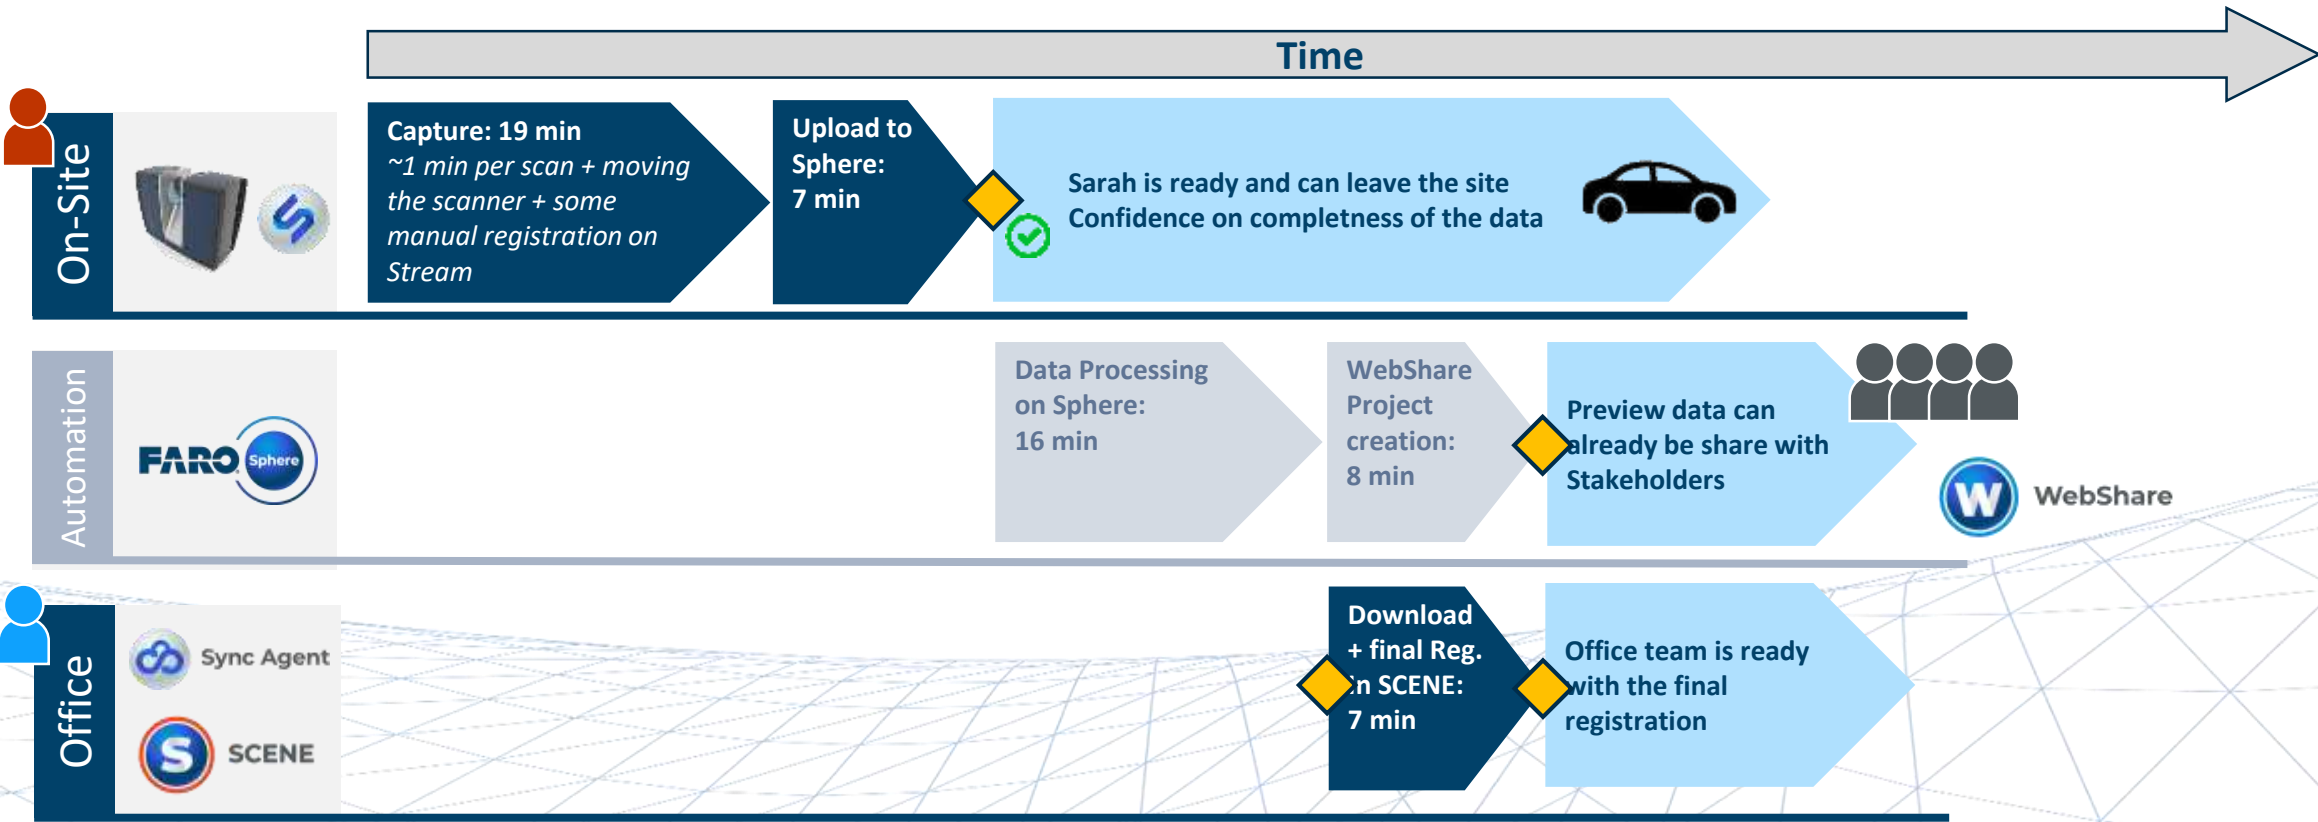 Time
On-Site
Capture: 19 min
~1 min per scan + moving
the scanner + some
manual registration on
Stream
Upload to
Sphere:
7 min
Sarah is ready and can leave the site
Confidence on completness of the data
Automation
FARO Sphere
Data Processing
on Sphere:
16 min
WebShare
Project
creation:
8 min
Preview data can
already be share with
Stakeholders
W WebShare
Office
Sync Agent
S SCENE
Download
+ final Reg.
in SCENE:
7 min
Office team is ready
with the final
registration